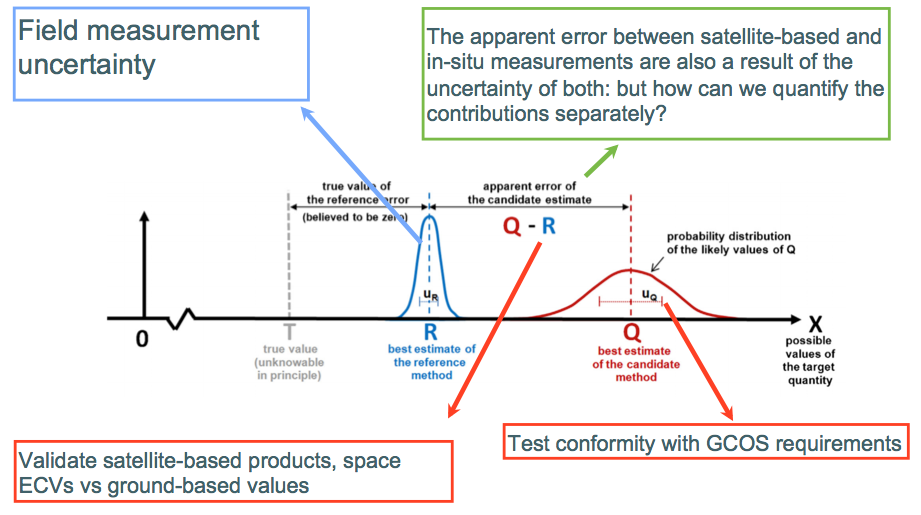 Field measurement
uncertainty
The apparent error between satellite-based and
in-situ measurements are also a result of the
uncertainty of both: but how can we quantify the
contributions separately?
true value of
the reference error
(believed to be zero)
apparent error of
the candidate estimate
Q - R
probability distribution
of the likely values of Q
uR
uQ
0
T
true value
(unknowable
in principle)
R
best estimate of
the reference
method
Q
best estimate
of the candidate
method
X
possible
values of
the target
quantity
Validate satellite-based products, space
ECVs vs ground-based values
Test conformity with GCOS requirements